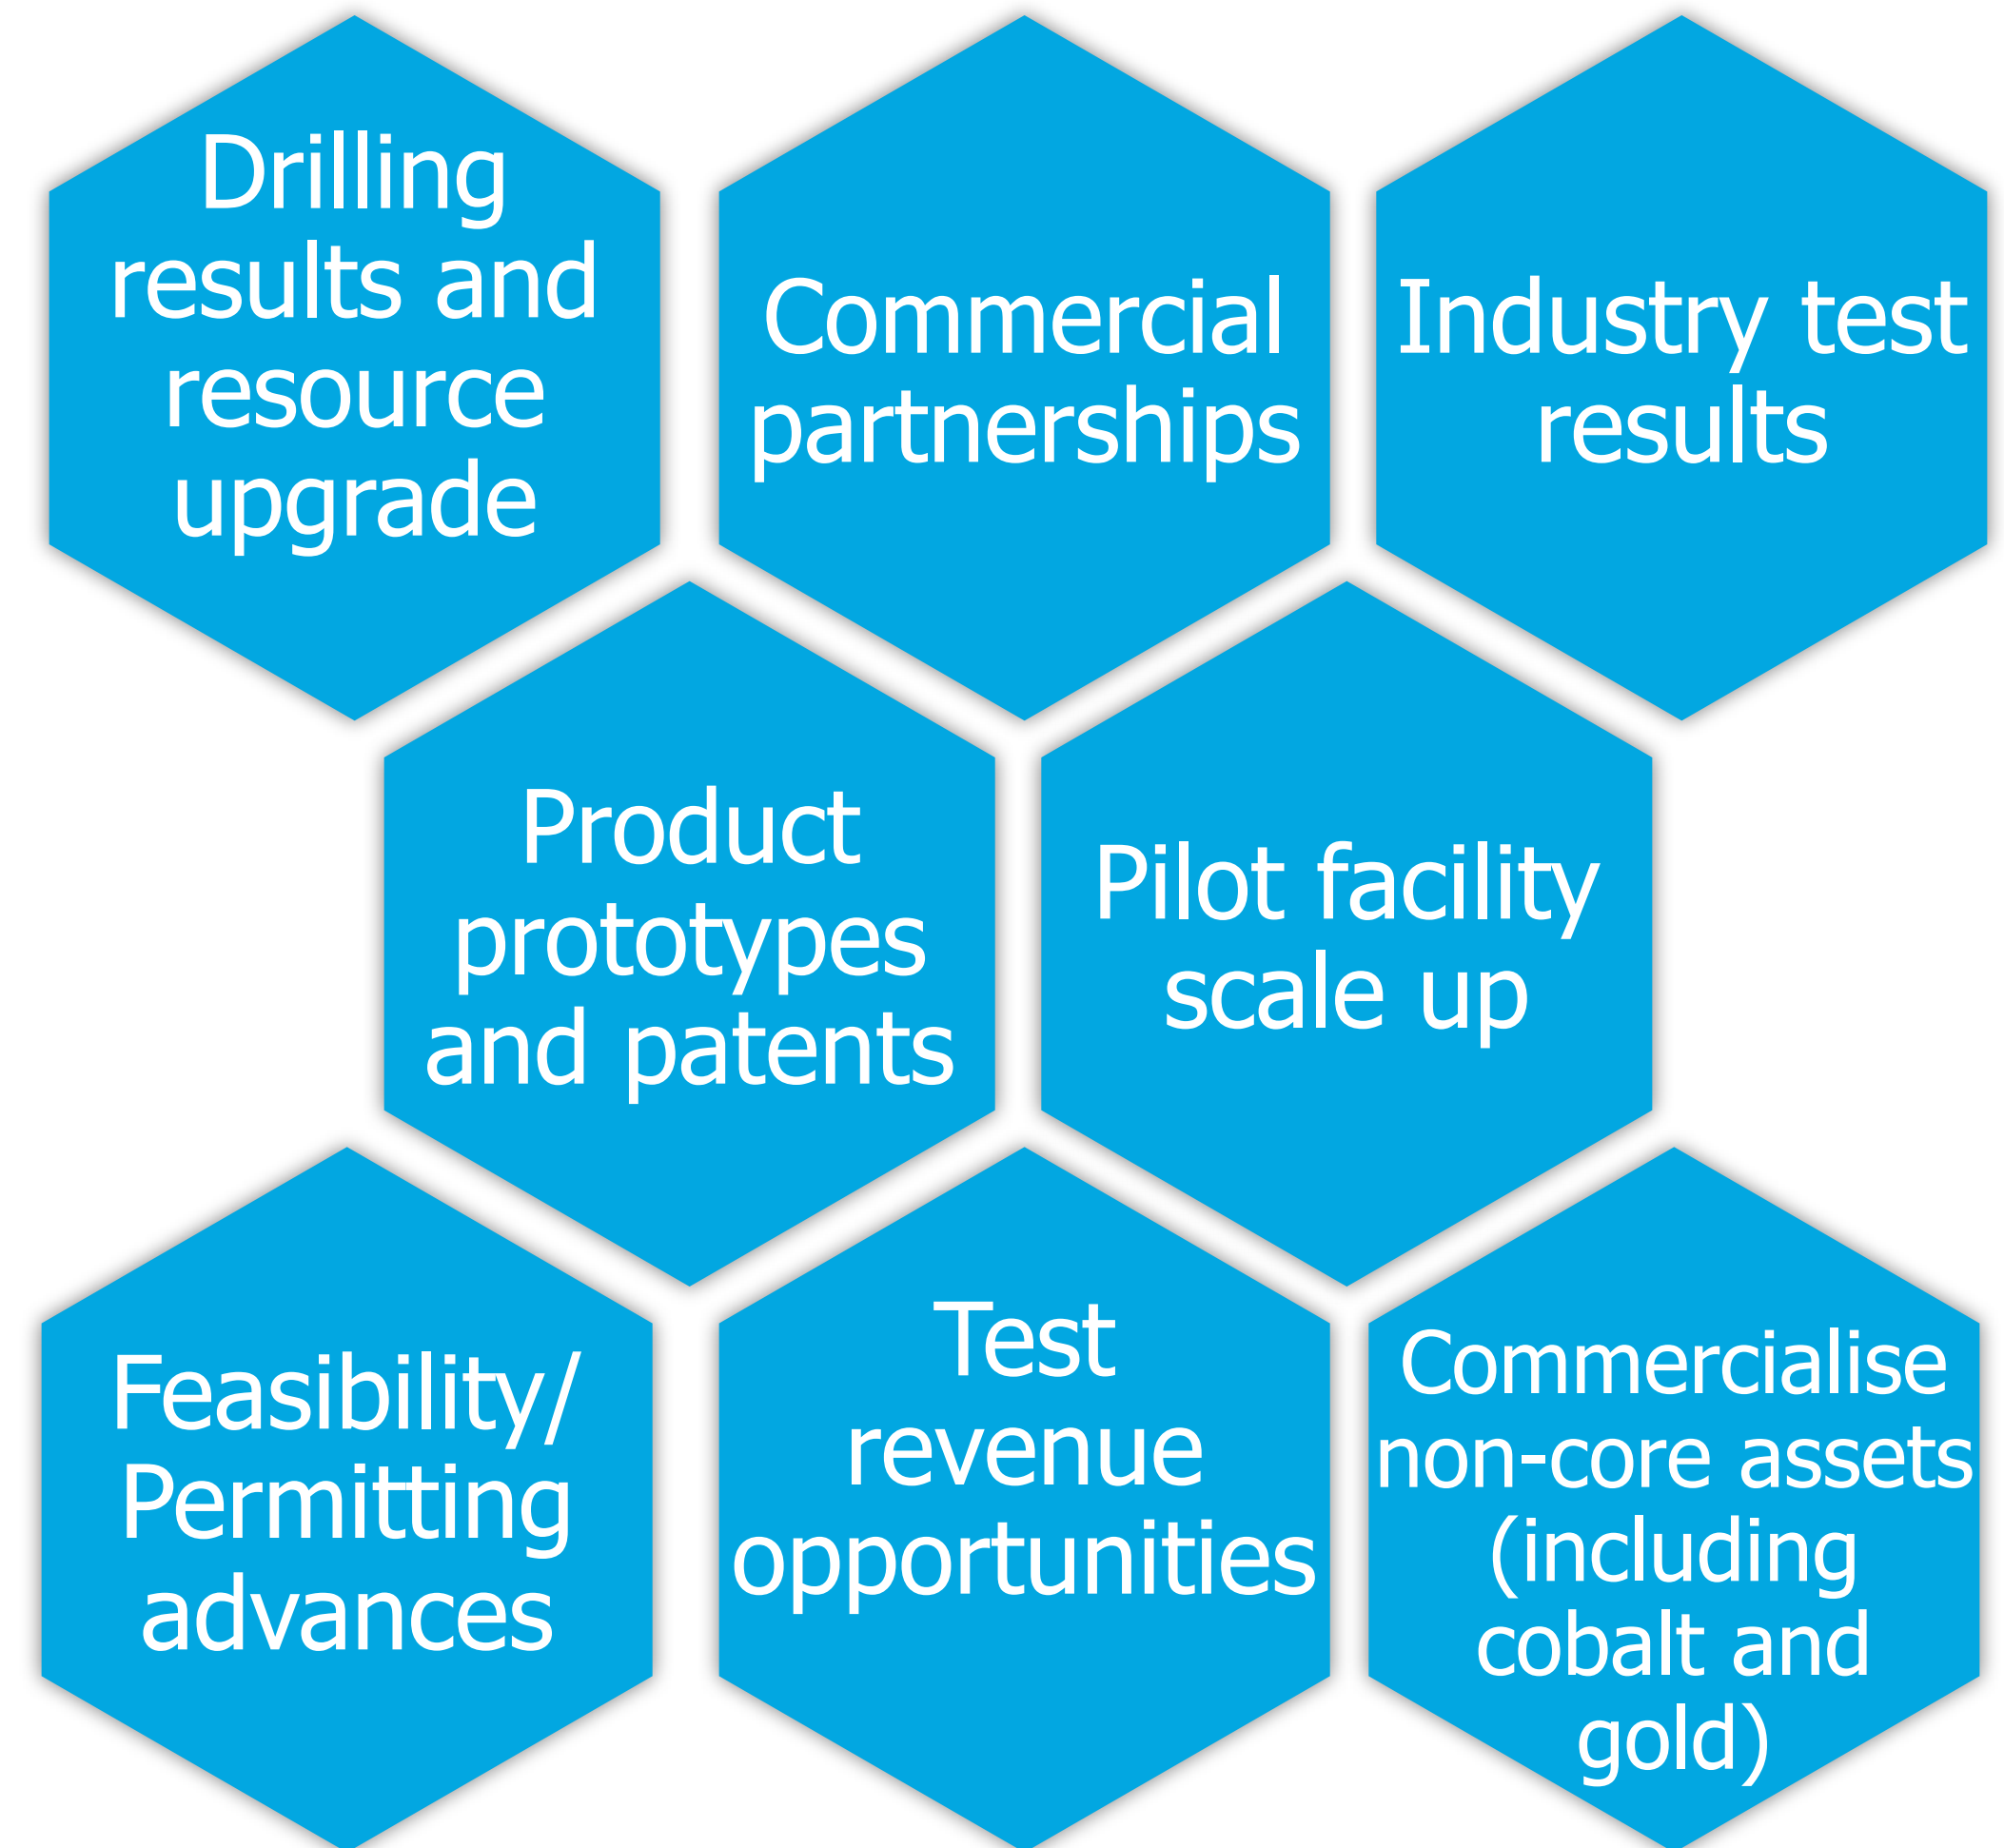 Drilling
results and
resource
upgrade
Commercial
partnerships
Industry test
results
Product
prototypes
and patents
Pilot facility
scale up
Feasibility/
Permitting
advances
Test
revenue
opportunities
Commercialise
non-core assets
(including
cobalt and
gold)